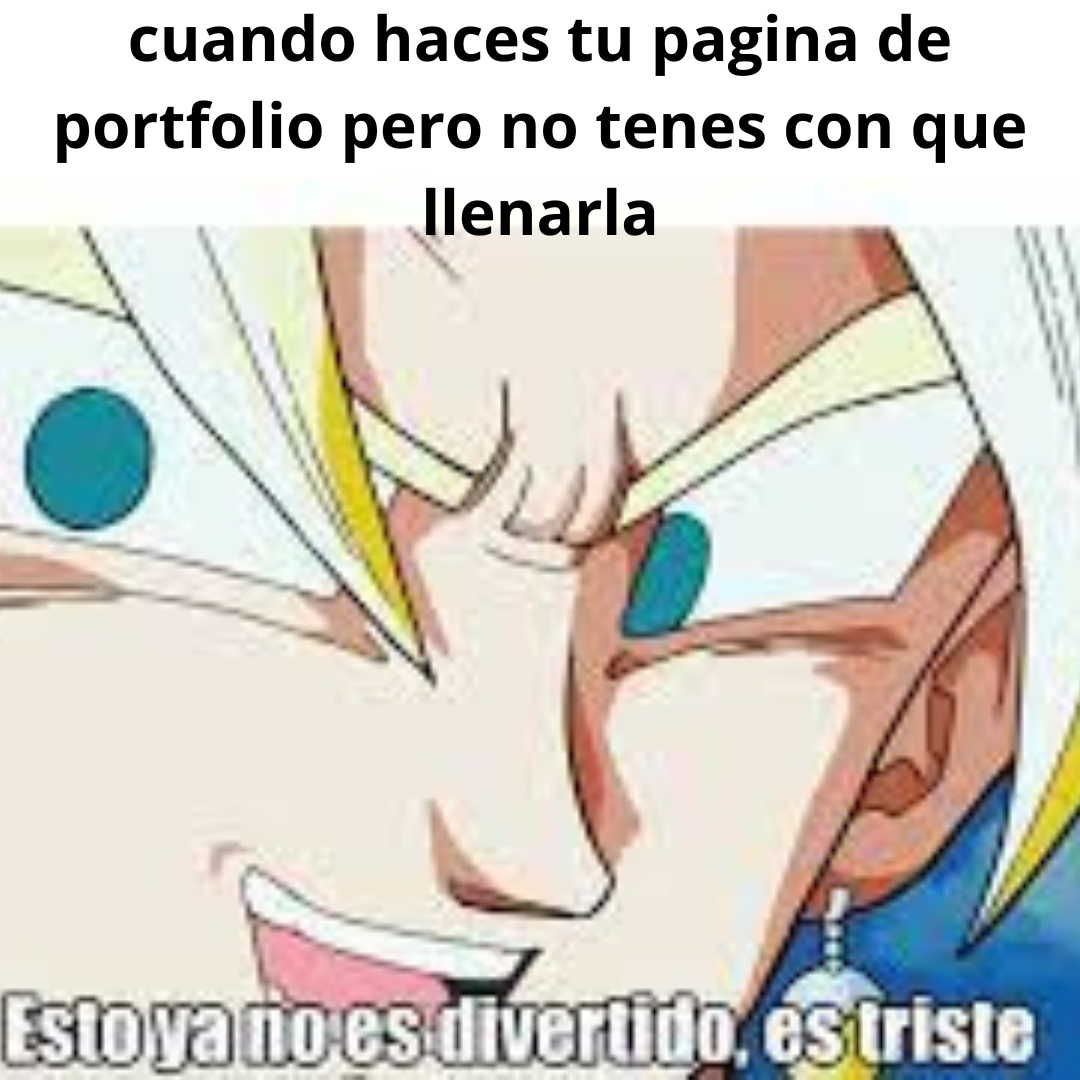 cuando haces tu pagina de
portfolio pero no tenes con que
llenarla
Esto ya no es divertido, es triste